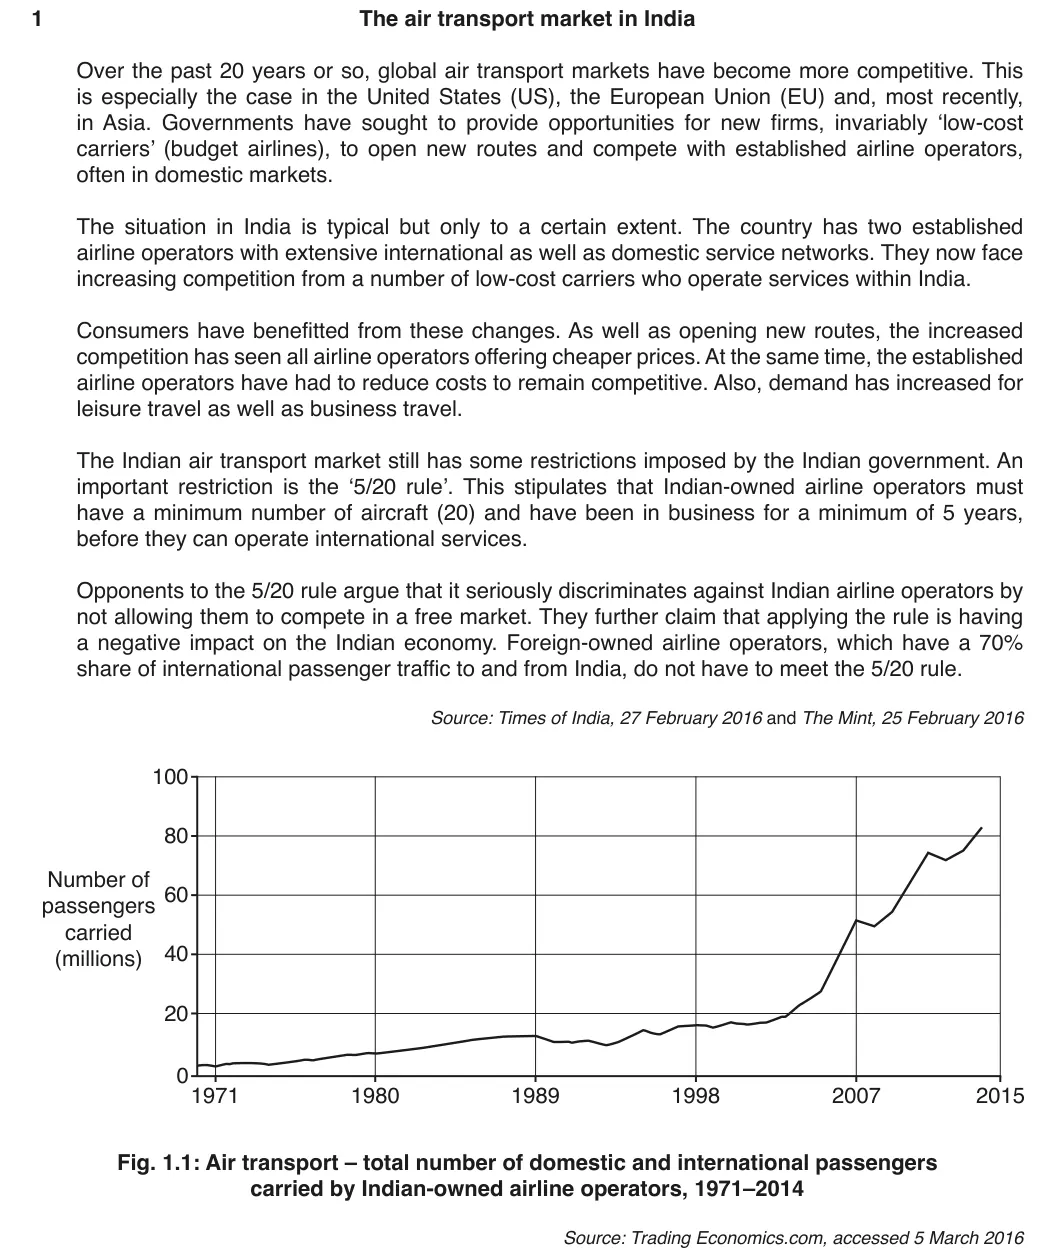 1 The air transport market in India
Over the past 20 years or so, global air transport markets have become more competitive. This
is especially the case in the United States (US), the European Union (EU) and, most recently,
in Asia. Governments have sought to provide opportunities for new firms, invariably ‘low-cost
carriers’ (budget airlines), to open new routes and compete with established airline operators,
often in domestic markets.
The situation in India is typical but only to a certain extent. The country has two established
airline operators with extensive international as well as domestic service networks. They now face
increasing competition from a number of low-cost carriers who operate services within India.
Consumers have benefitted from these changes. As well as opening new routes, the increased
competition has seen all airline operators offering cheaper prices. At the same time, the established
airline operators have had to reduce costs to remain competitive. Also, demand has increased for
leisure travel as well as business travel.
The Indian air transport market still has some restrictions imposed by the Indian government. An
important restriction is the ‘5/20 rule’. This stipulates that Indian-owned airline operators must
have a minimum number of aircraft (20) and have been in business for a minimum of 5 years,
before they can operate international services.
Opponents to the 5/20 rule argue that it seriously discriminates against Indian airline operators by
not allowing them to compete in a free market. They further claim that applying the rule is having
a negative impact on the Indian economy. Foreign-owned airline operators, which have a 70%
share of international passenger traffic to and from India, do not have to meet the 5/20 rule.
Source: Times of India, 27 February 2016 and The Mint, 25 February 2016
100
80
60
40
20
0
Number of
passengers
carried
(millions)
1971 1980 1989 1998 2007 2015
Fig. 1.1: Air transport – total number of domestic and international passengers
carried by Indian-owned airline operators, 1971–2014
Source: Trading Economics.com, accessed 5 March 2016